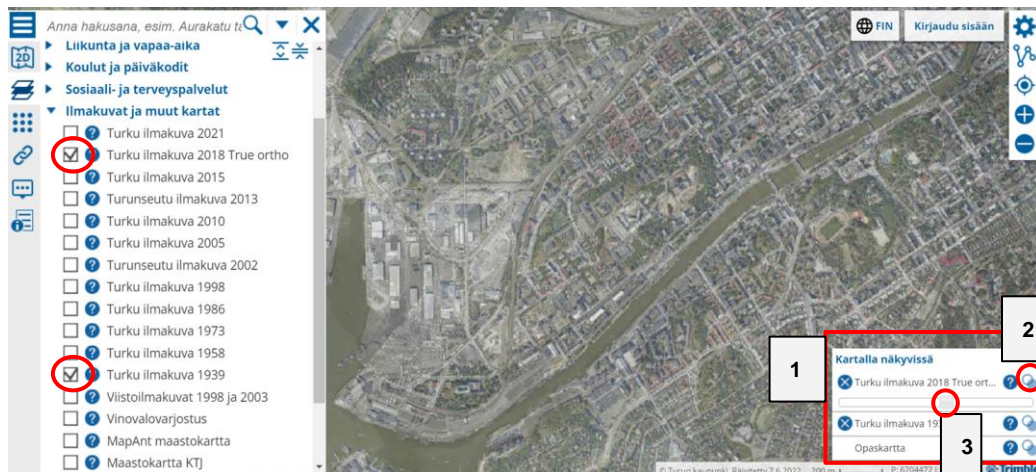 Anna hakusana, esim. Aurakatu
FIN
Kirjaudu sisään
2D
Liikunta ja vapaa-aika
Koulut ja päiväkodit
Sosiaali- ja terveyspalvelut
Ilmakuvat ja muut kartat
? Turku ilmakuva 2021
? Turku ilmakuva 2018 True ortho
? Turku ilmakuva 2015
? Turunseutu ilmakuva 2013
? Turku ilmakuva 2010
? Turku ilmakuva 2005
? Turunseutu ilmakuva 2002
? Turku ilmakuva 1998
? Turku ilmakuva 1986
? Turku ilmakuva 1973
? Turku ilmakuva 1958
? Turku ilmakuva 1939
? Viistoilmakuvat 1998 ja 2003
? Vinovalovarjostus
? MapAnt maastokartta
? Maastokartta KTJ
1
2
Kartalla näkyvissä
Turku ilmakuva 2018 True ort... ?
Turku ilmakuva ?
3
Opaskartta ?
© Turun kaupunki, Päivitetty 7.6.2022 200 m